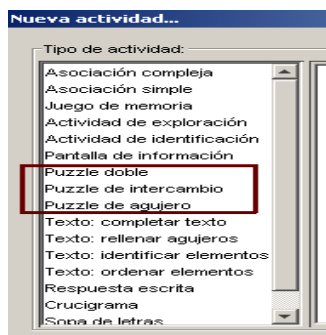 Nueva actividad...
Tipo de actividad:
Asociación compleja
Asociación simple
Juego de memoria
Actividad de exploración
Actividad de identificación
Pantalla de información
Puzzle doble
Puzzle de intercambio
Puzzle de agujero
Texto: completar texto
Texto: rellenar agujeros
Texto: identificar elementos
Texto: ordenar elementos
Respuesta escrita
Crucigrama
Sopa de letras